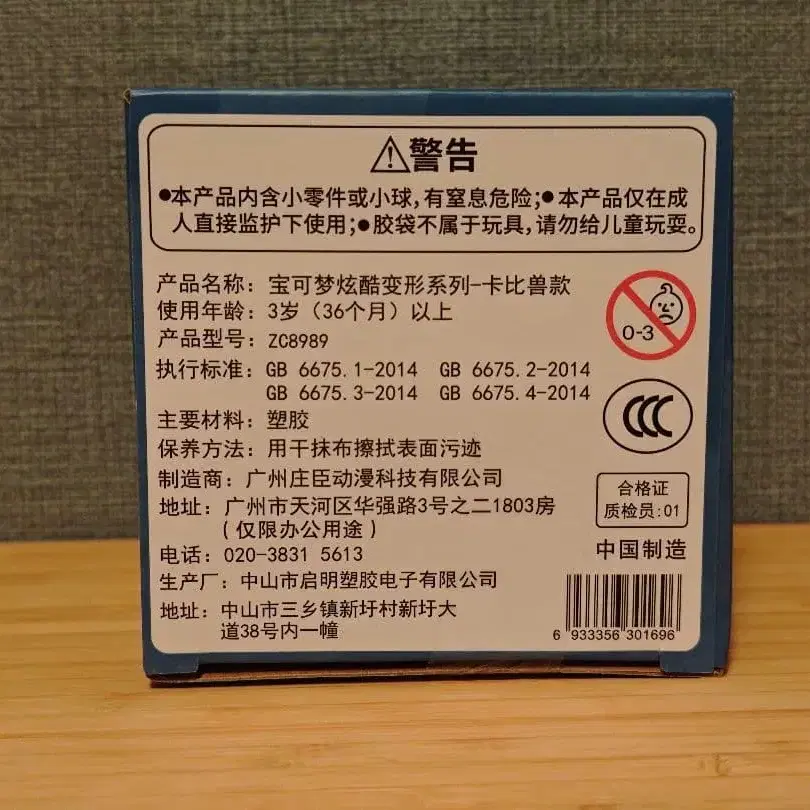 警告
●本产品内含小零件或小球,有窒息危险;●本产品仅在成
人直接监护下使用;●胶袋不属于玩具,请勿给儿童玩耍。
产品名称：宝可梦炫酷变形系列-卡比兽款
使用年龄：3岁（36个月）以上
产品型号：ZC8989
执行标准：GB 6675.1-2014 GB 6675.2-2014
GB 6675.3-2014 GB 6675.4-2014
主要材料：塑胶
保养方法：用干抹布擦拭表面污迹
制造商：广州庄臣动漫科技有限公司
地址：广州市天河区华强路3号之二1803房
(仅限办公用途)
电话：020-3831 5613
生产厂：中山市启明塑胶电子有限公司
地址：中山市三乡镇新圩村新圩大
道38号内一幢
0-3
CCC
合格证
质检员:01
中国制造
6 933356 301696